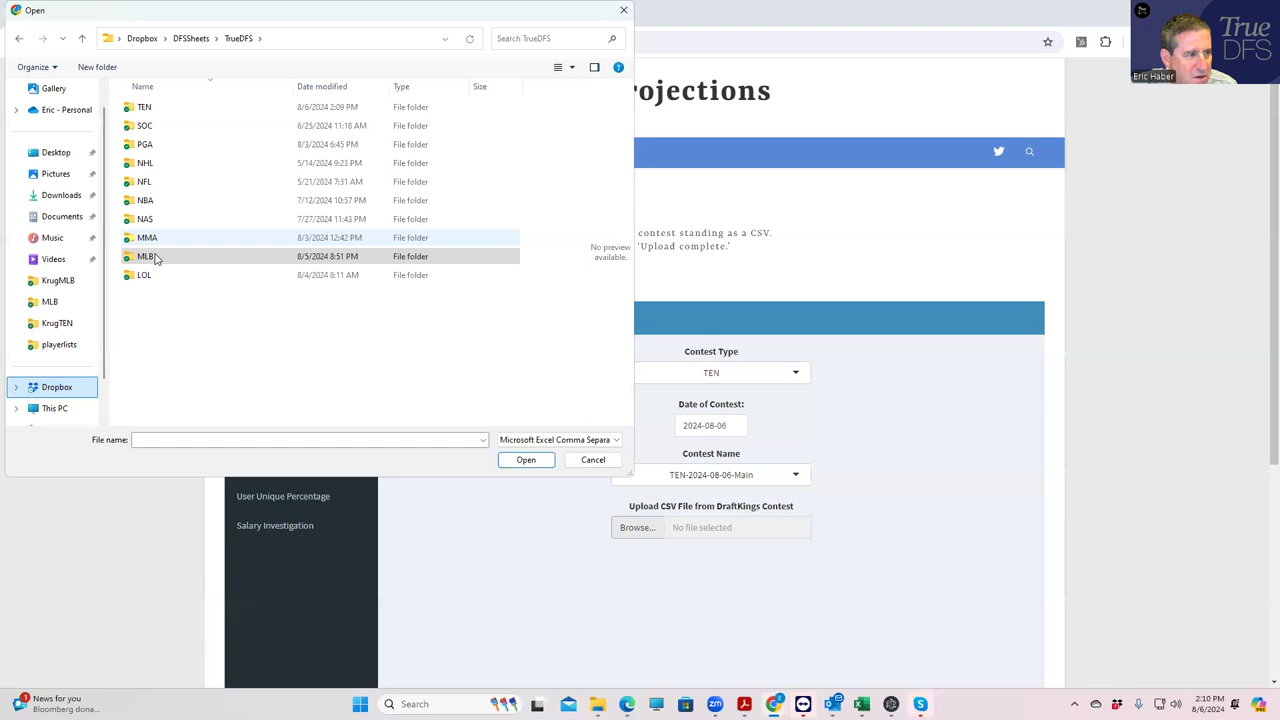 Open
Dropbox > DFSSheets > TrueDFS >
Search TrueDFS
Organize
New folder
Name Date modified Type Size
Gallery
Eric - Personal
Desktop
Pictures
Downloads
Documents
Music
Videos
KrugMLB
MLB
KrugTEN
playerlists
Dropbox
This PC
TEN 8/6/2024 2:09 PM File folder
SOC 6/25/2024 11:18 AM File folder
PGA 8/3/2024 6:45 PM File folder
NHL 5/14/2024 9:23 PM File folder
NFL 5/21/2024 7:31 AM File folder
NBA 7/12/2024 10:57 PM File folder
NAS 7/27/2024 11:43 PM File folder
MMA 8/3/2024 12:42 PM File folder
MLB 8/5/2024 8:51 PM File folder
LOL 8/4/2024 8:11 AM File folder
No preview
available.
File name:
Microsoft Excel Comma Separa
Open
Cancel
rojections
contest standing as a CSV.
'Upload complete.'
Contest Type
TEN
Date of Contest:
2024-08-06
Contest Name
TEN-2024-08-06-Main
Upload CSV File from DraftKings Contest
Browse... No file selected
User Unique Percentage
Salary Investigation
True
DFS
Eric Haber
1
News for you
Bloomberg dona...
Search
2:10 PM
8/6/2024